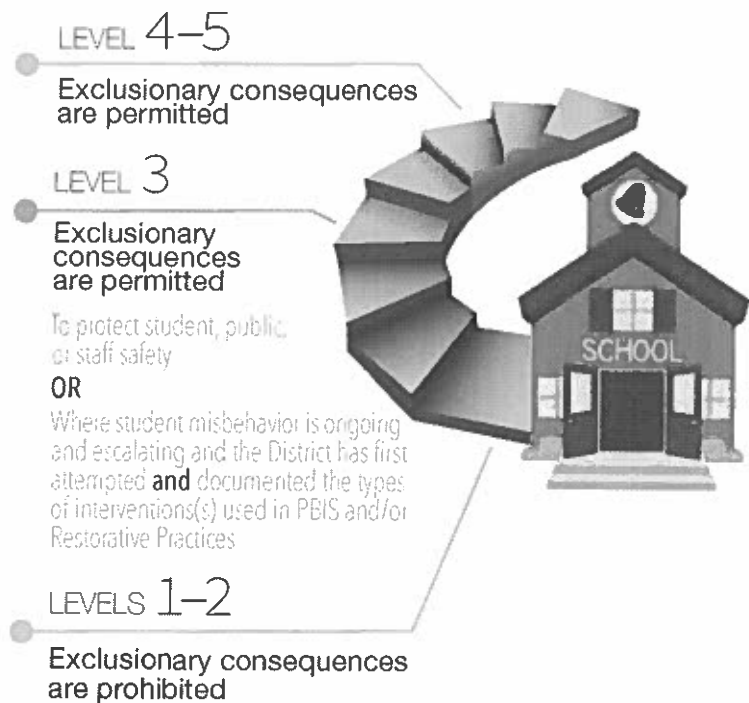 LEVEL 4–5
Exclusionary consequences
are permitted
LEVEL 3
Exclusionary
consequences
are permitted
To protect student, public,
or staff safety
OR
Where student misbehavior is ongoing
and escalating and the District has first
attempted and documented the types
of interventions(s) used in PBIS and/or
Restorative Practices
SCHOOL
LEVELS 1–2
Exclusionary consequences
are prohibited